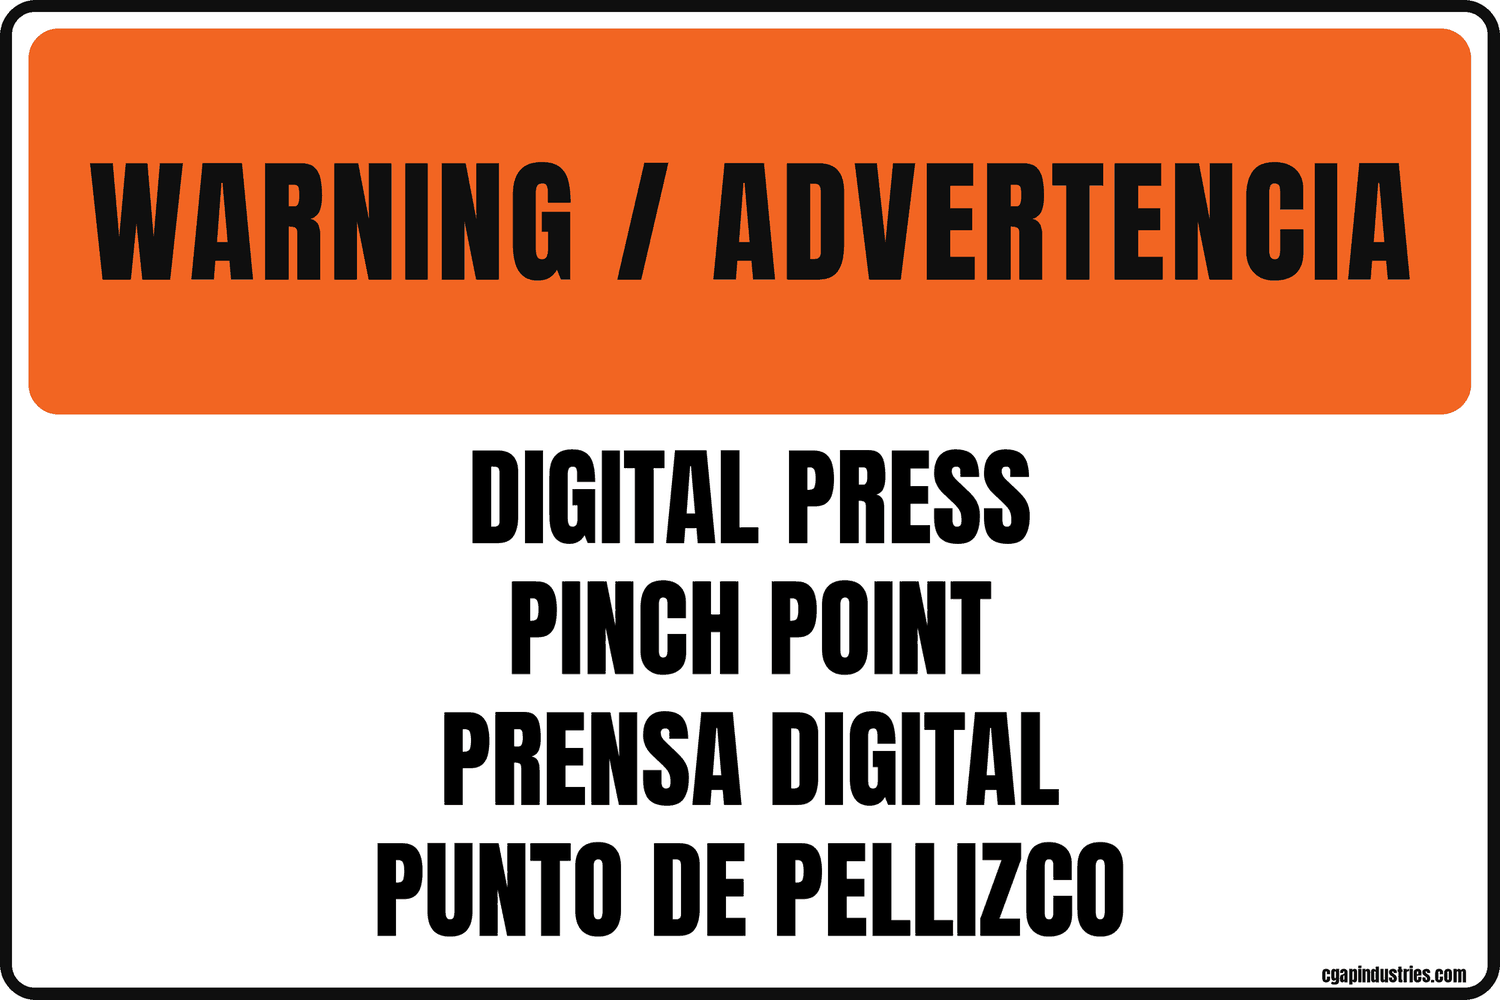 WARNING / ADVERTENCIA
DIGITAL PRESS
PINCH POINT
PRENSA DIGITAL
PUNTO DE PELLIZCO
cgapindustries.com